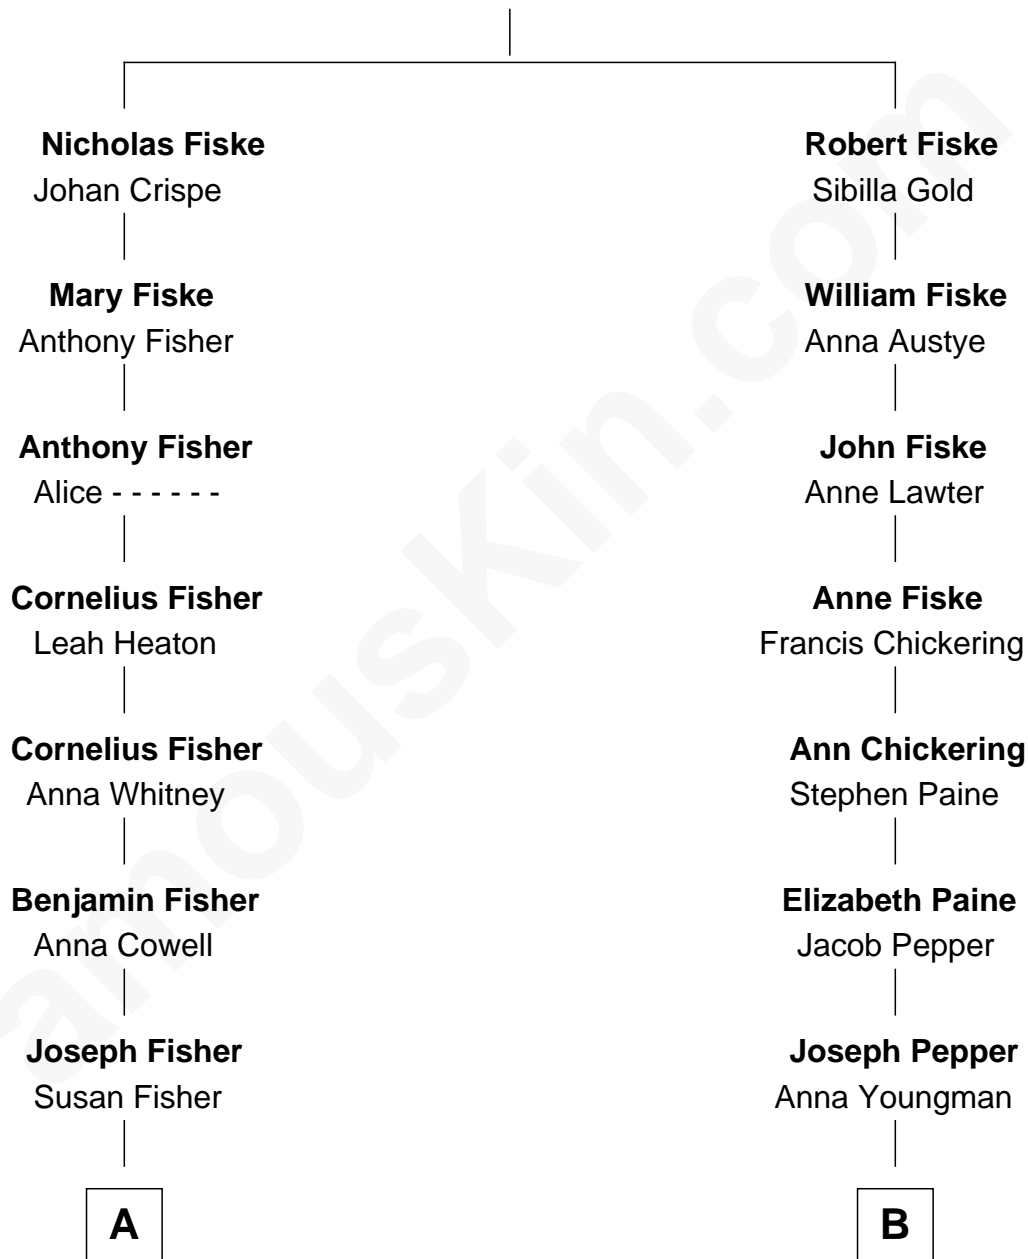 Nicholas Fiske
Johan Crispe
Mary Fiske
Anthony Fisher
Anthony Fisher
Alice - - - - - -
Cornelius Fisher
Leah Heaton
Cornelius Fisher
Anna Whitney
Benjamin Fisher
Anna Cowell
Joseph Fisher
Susan Fisher
A
Robert Fiske
Sibilla Gold
William Fiske
Anna Austye
John Fiske
Anne Lawter
Anne Fiske
Francis Chickering
Ann Chickering
Stephen Paine
Elizabeth Paine
Jacob Pepper
Joseph Pepper
Anna Youngman
B
amousKin.com